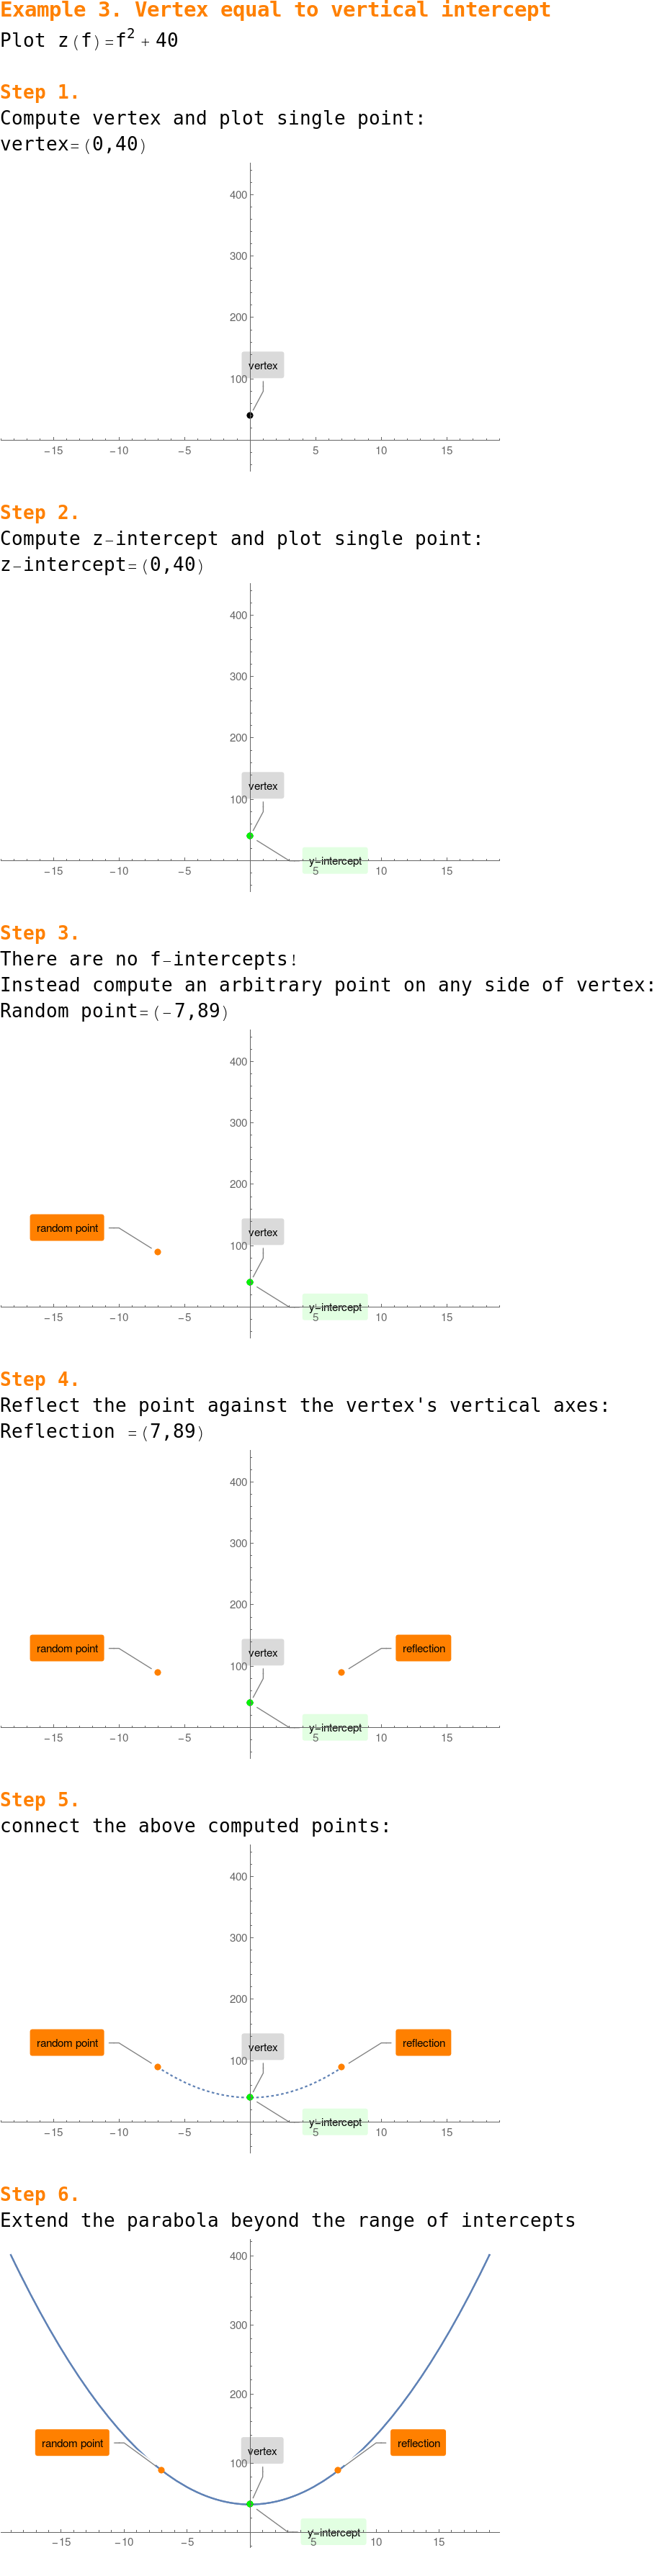 Example 3. Vertex equal to vertical intercept
Plot z(f)=f² + 40
Step 1.
Compute vertex and plot single point:
vertex=(0,40)
400
300
200
vertex
100
−15 −10 −5 5 10 15
Step 2.
Compute z−intercept and plot single point:
z−intercept=(0,40)
400
300
200
vertex
100
y−intercept
−15 −10 −5 5 10 15
Step 3.
There are no f−intercepts!
Instead compute an arbitrary point on any side of vertex:
Random point=(−7,89)
400
300
200
random point vertex
100
y−intercept
−15 −10 −5 5 10 15
Step 4.
Reflect the point against the vertex's vertical axes:
Reflection =(7,89)
400
300
200
random point vertex reflection
100
y−intercept
−15 −10 −5 5 10 15
Step 5.
connect the above computed points:
400
300
200
random point vertex reflection
100
y−intercept
−15 −10 −5 5 10 15
Step 6.
Extend the parabola beyond the range of intercepts
400
300
200
random point vertex reflection
100
y−intercept
−15 −10 −5 5 10 15